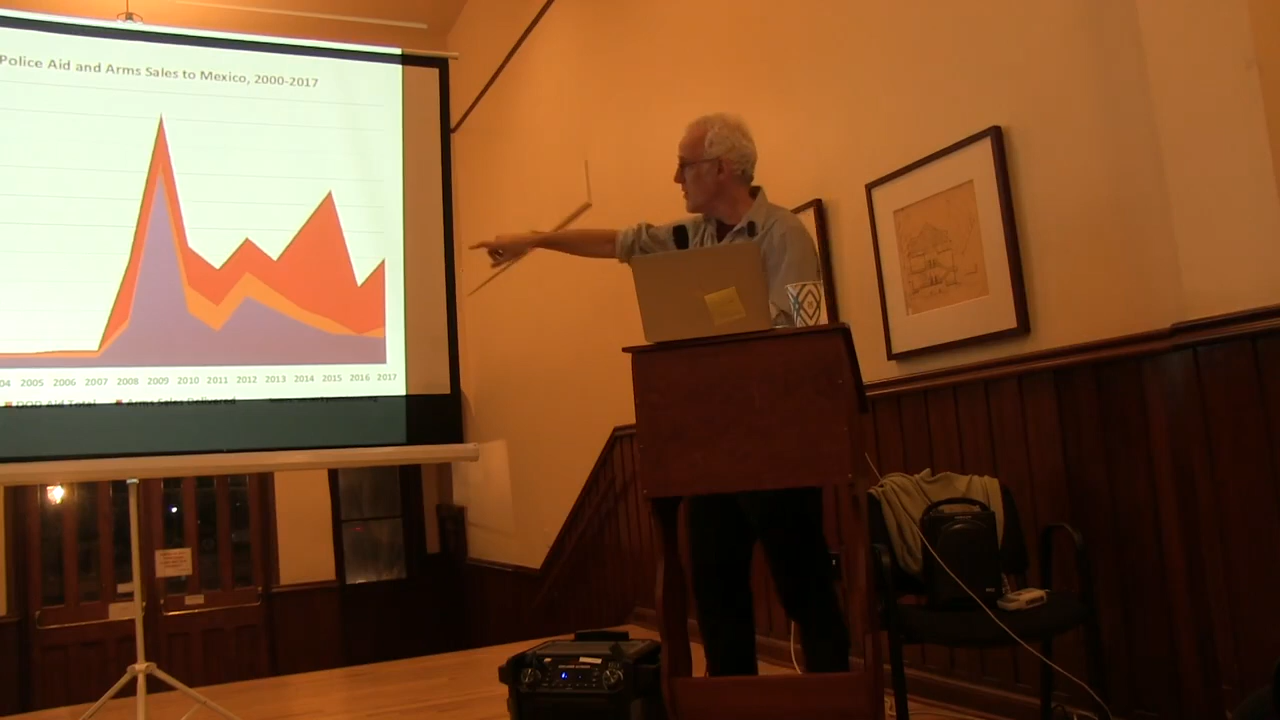 Police Aid and Arms Sales to Mexico, 2000-2017
04 2005 2006 2007 2008 2009 2010 2011 2012 2013 2014 2015 2016 2017
DOD Aid Total Arms Sales Delivered